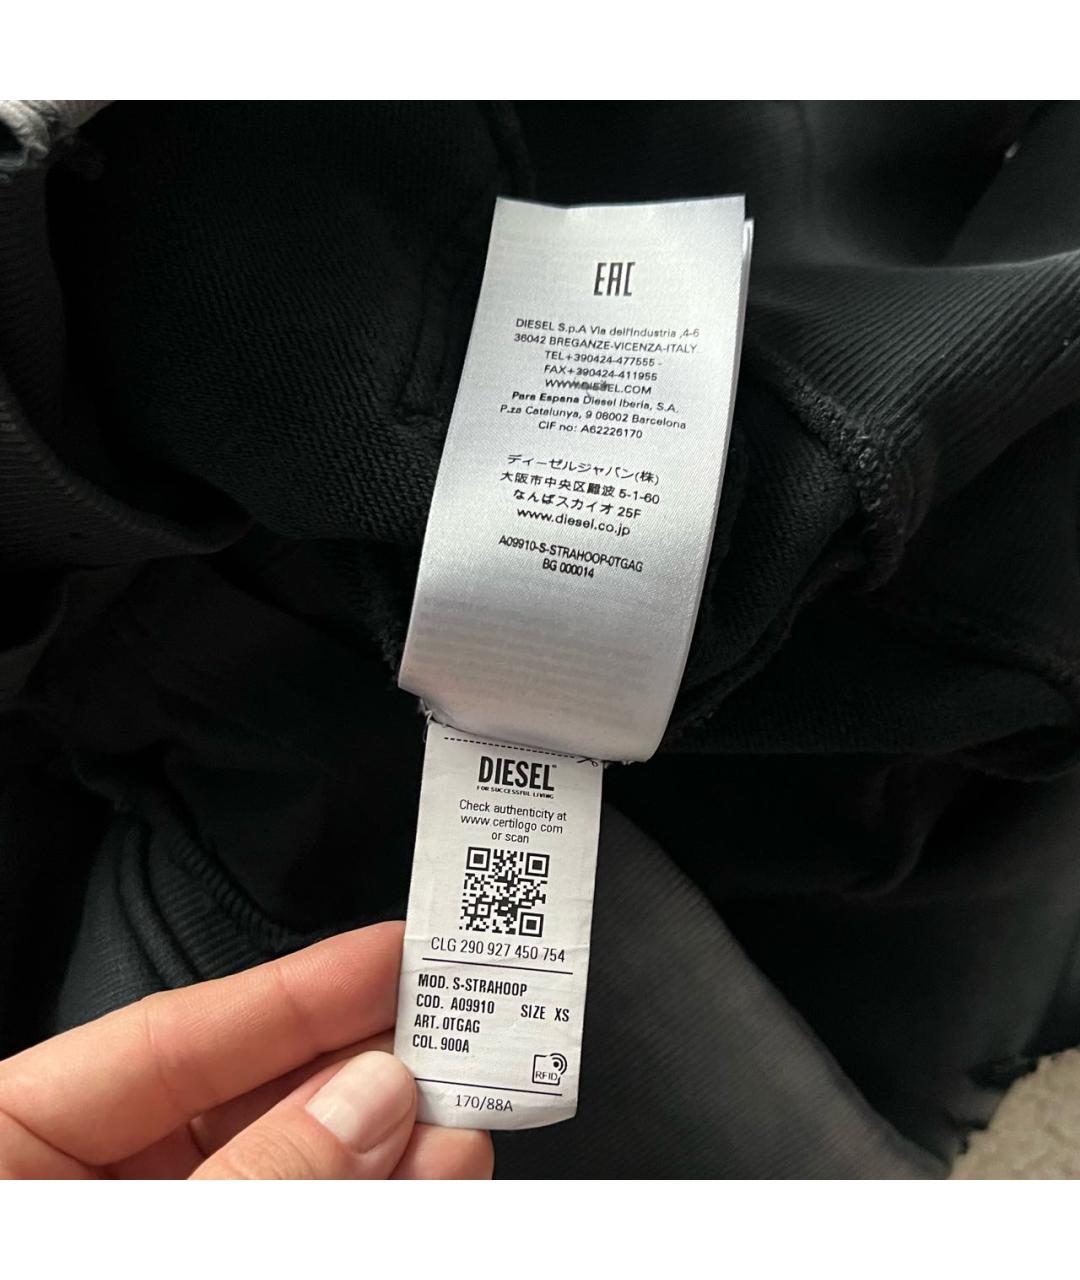 EAC
DIESEL S.p.A Via dell'Industria ,4-6
36042 BREGANZE-VICENZA-ITALY
TEL+390424-477555 -
FAX+390424-411955
WWW.DIESEL.COM
Para Espana Diesel Iberia, S.A.
P.za Catalunya, 9 08002 Barcelona
CIF no: A62226170
ディーゼルジャパン(株)
大阪市中央区難波 5-1-60
なんばスカイオ 25F
www.diesel.co.jp
A09910-S-STRAHOOP-0TGAG
BG 000014
DIESEL
FOR SUCCESSFUL LIVING
Check authenticity at
www.certilogo com
or scan
CLG 290 927 450 754
MOD. S-STRAHOOP
COD. A09910 SIZE XS
ART. 0TGAG
COL. 900A
RFID
170/88A